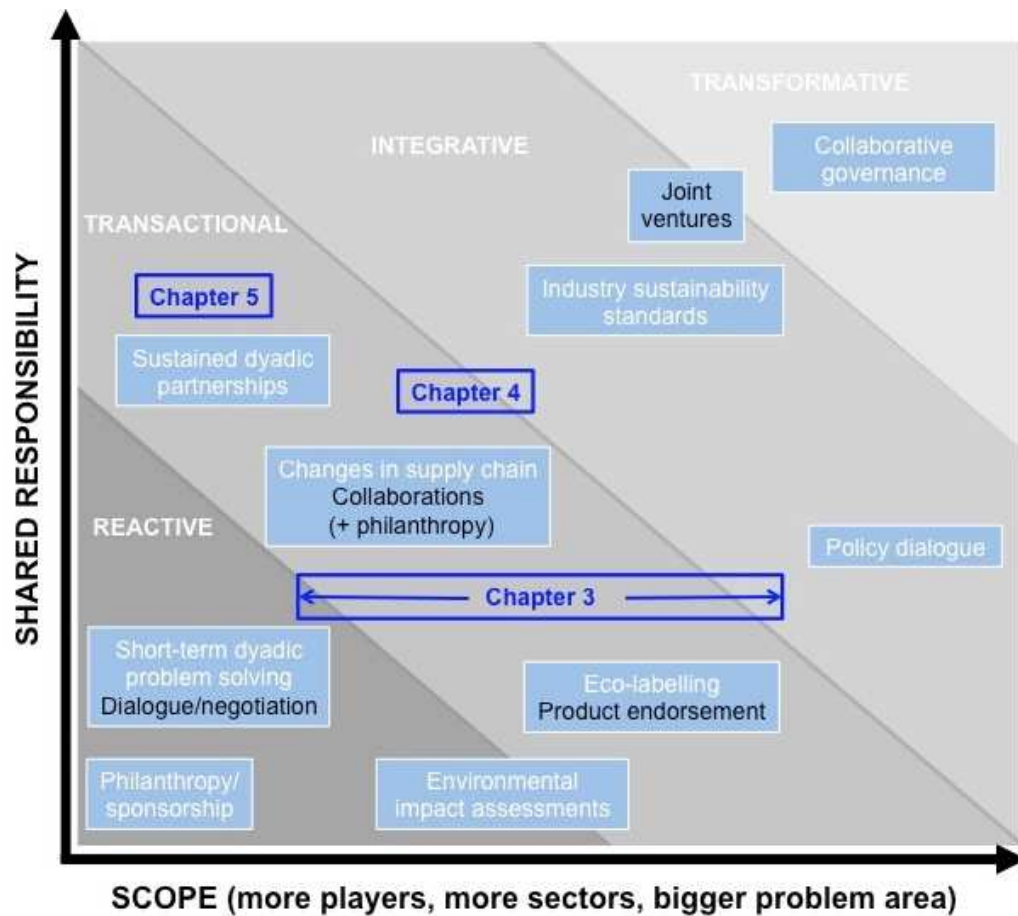 TRANSFORMATIVE
Collaborative
governance
INTEGRATIVE
Joint
ventures
TRANSACTIONAL
Industry sustainability
standards
Chapter 5
Sustained dyadic
partnerships
Chapter 4
Changes in supply chain
Collaborations
(+ philanthropy)
REACTIVE
Policy dialogue
Chapter 3
Short-term dyadic
problem solving
Dialogue/negotiation
Eco-labelling
Product endorsement
Philanthropy/
sponsorship
Environmental
impact assessments
SHARED RESPONSIBILITY
SCOPE (more players, more sectors, bigger problem area)